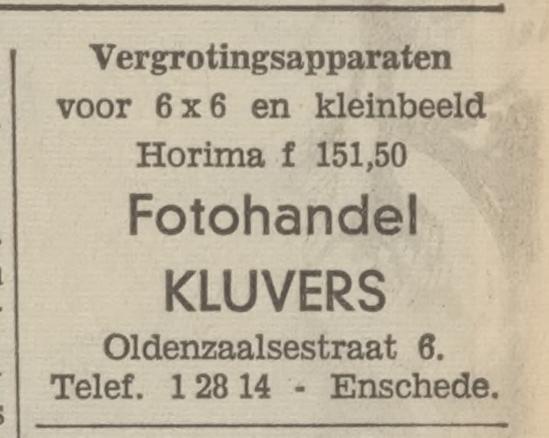 Vergrotingsapparaten
voor 6 x 6 en kleinbeeld
Horima f 151,50
Fotohandel
KLUVERS
Oldenzaalsestraat 6.
Telef. 1 28 14 - Enschede.